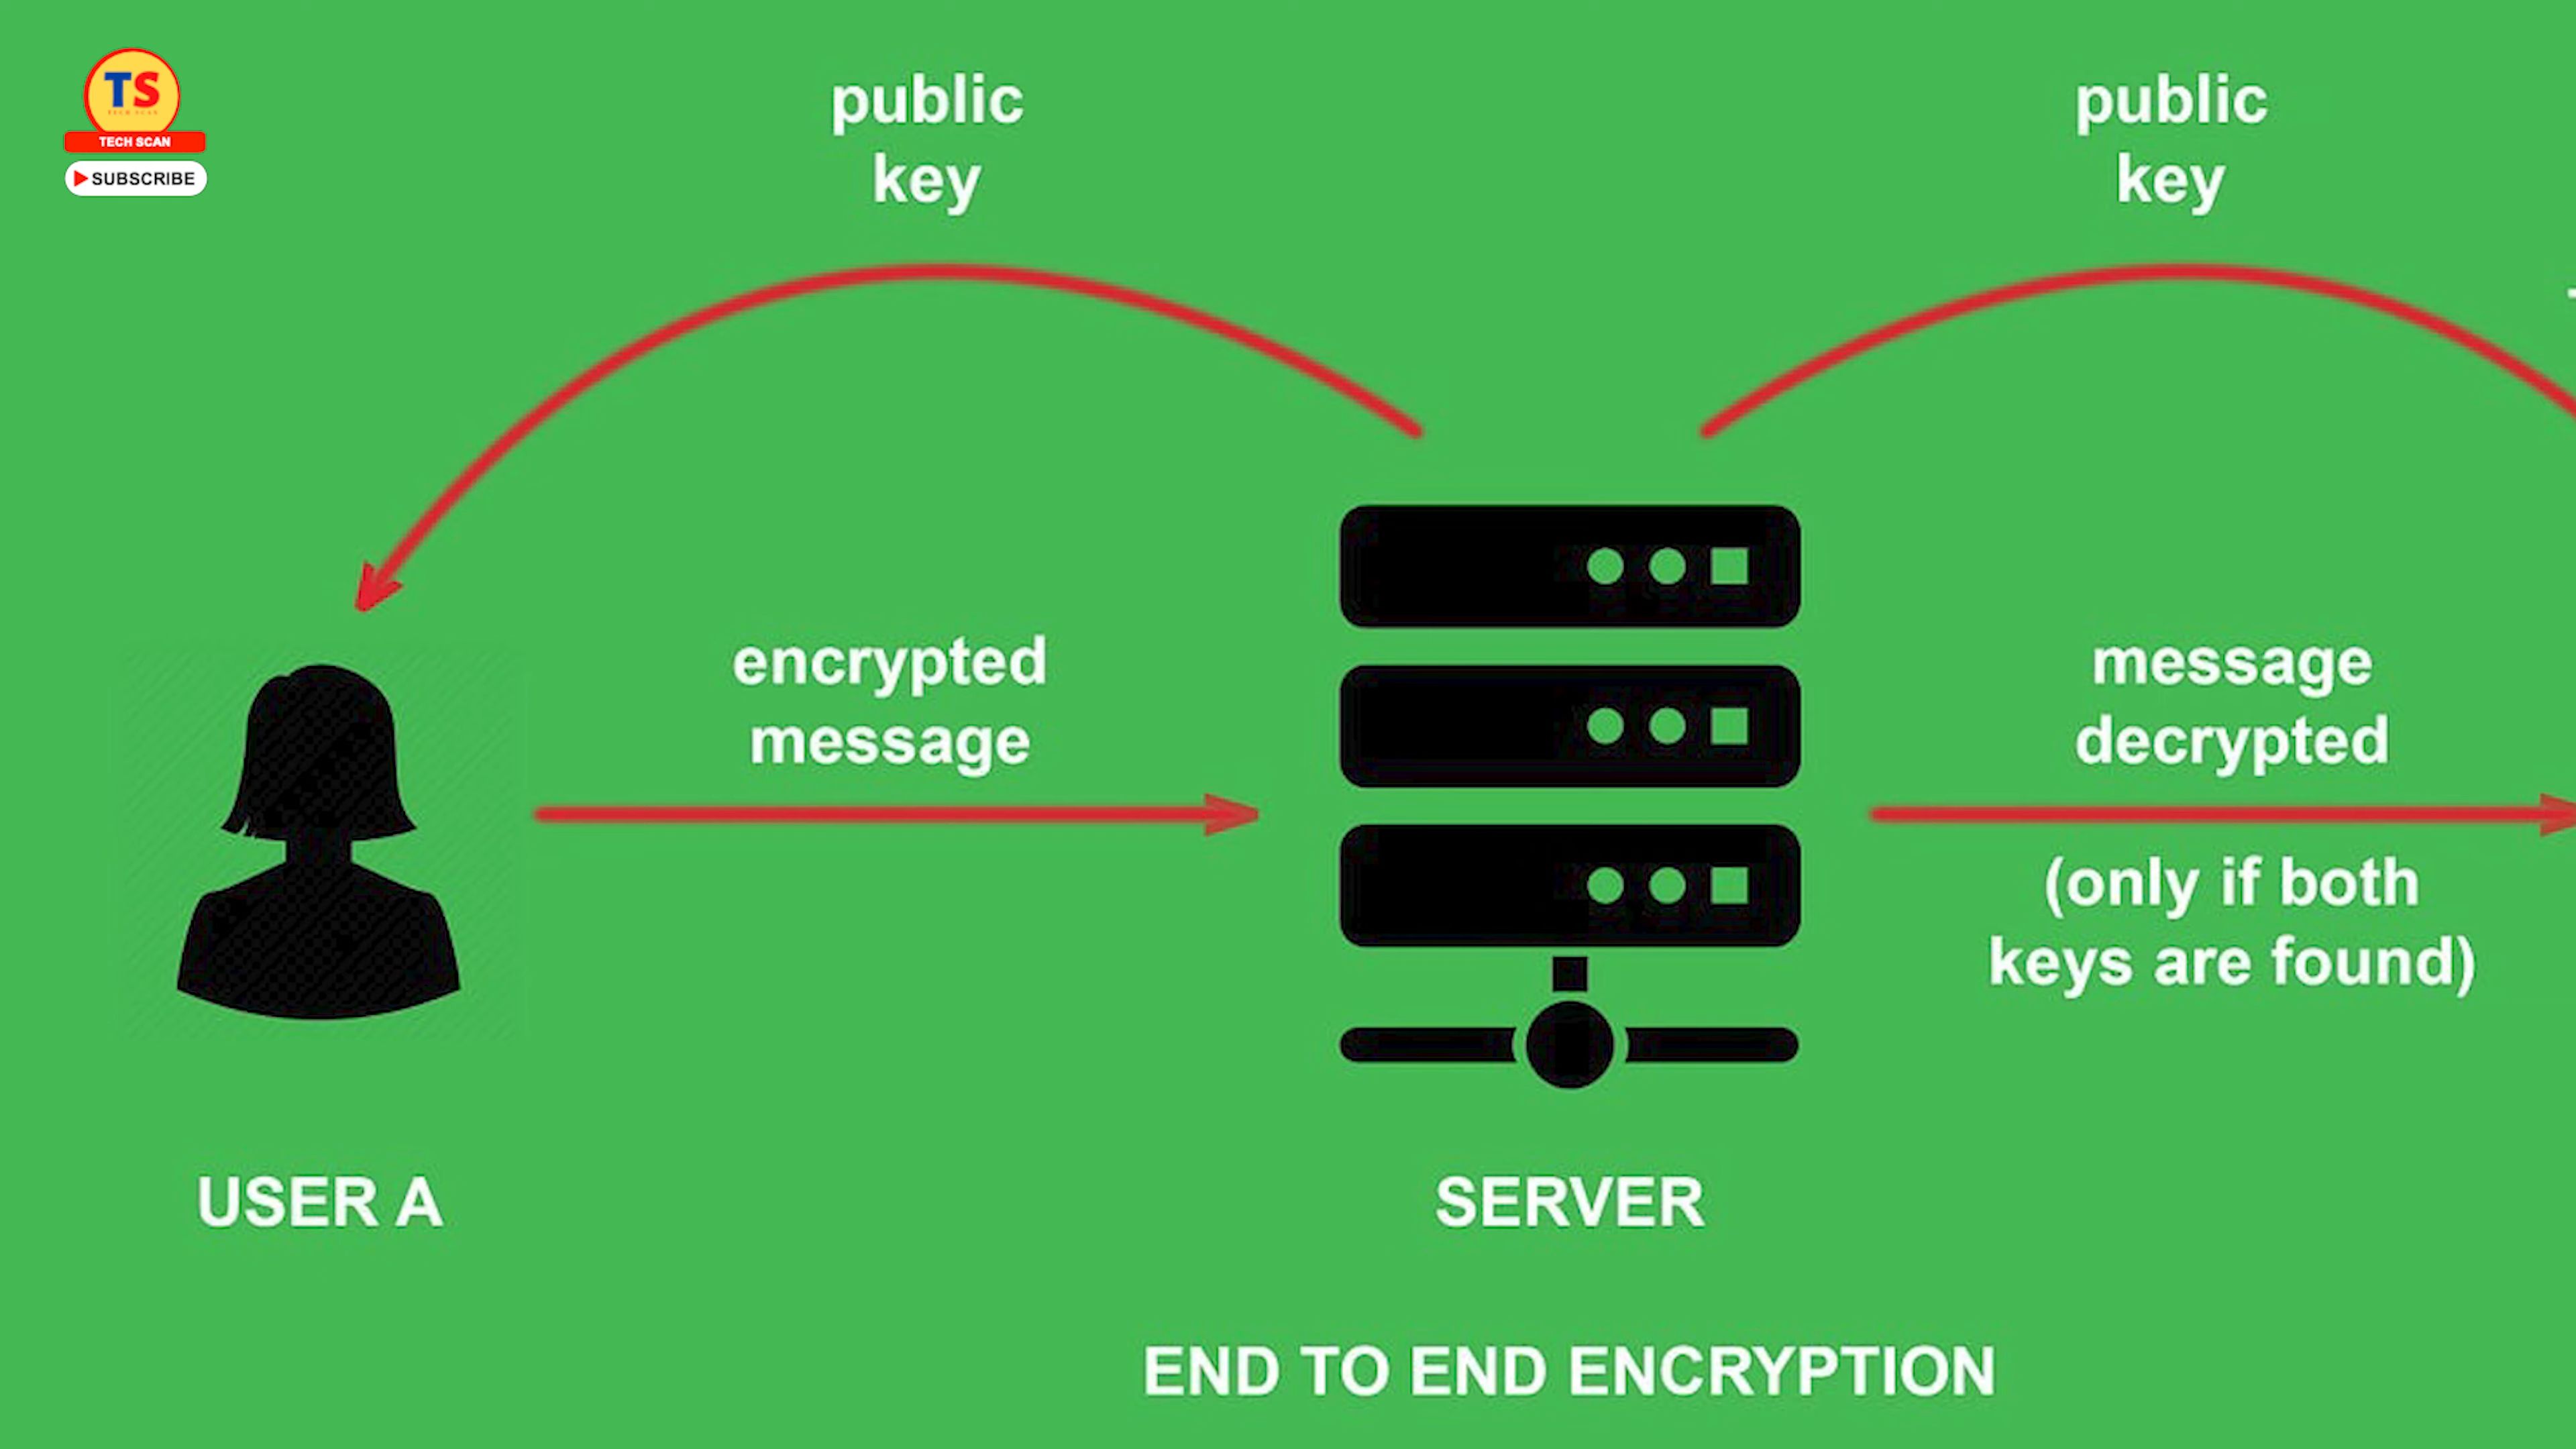 TS
TECH SCAN
SUBSCRIBE
public
key
public
key
encrypted
message
message
decrypted
(only if both
keys are found)
USER A
SERVER
END TO END ENCRYPTION